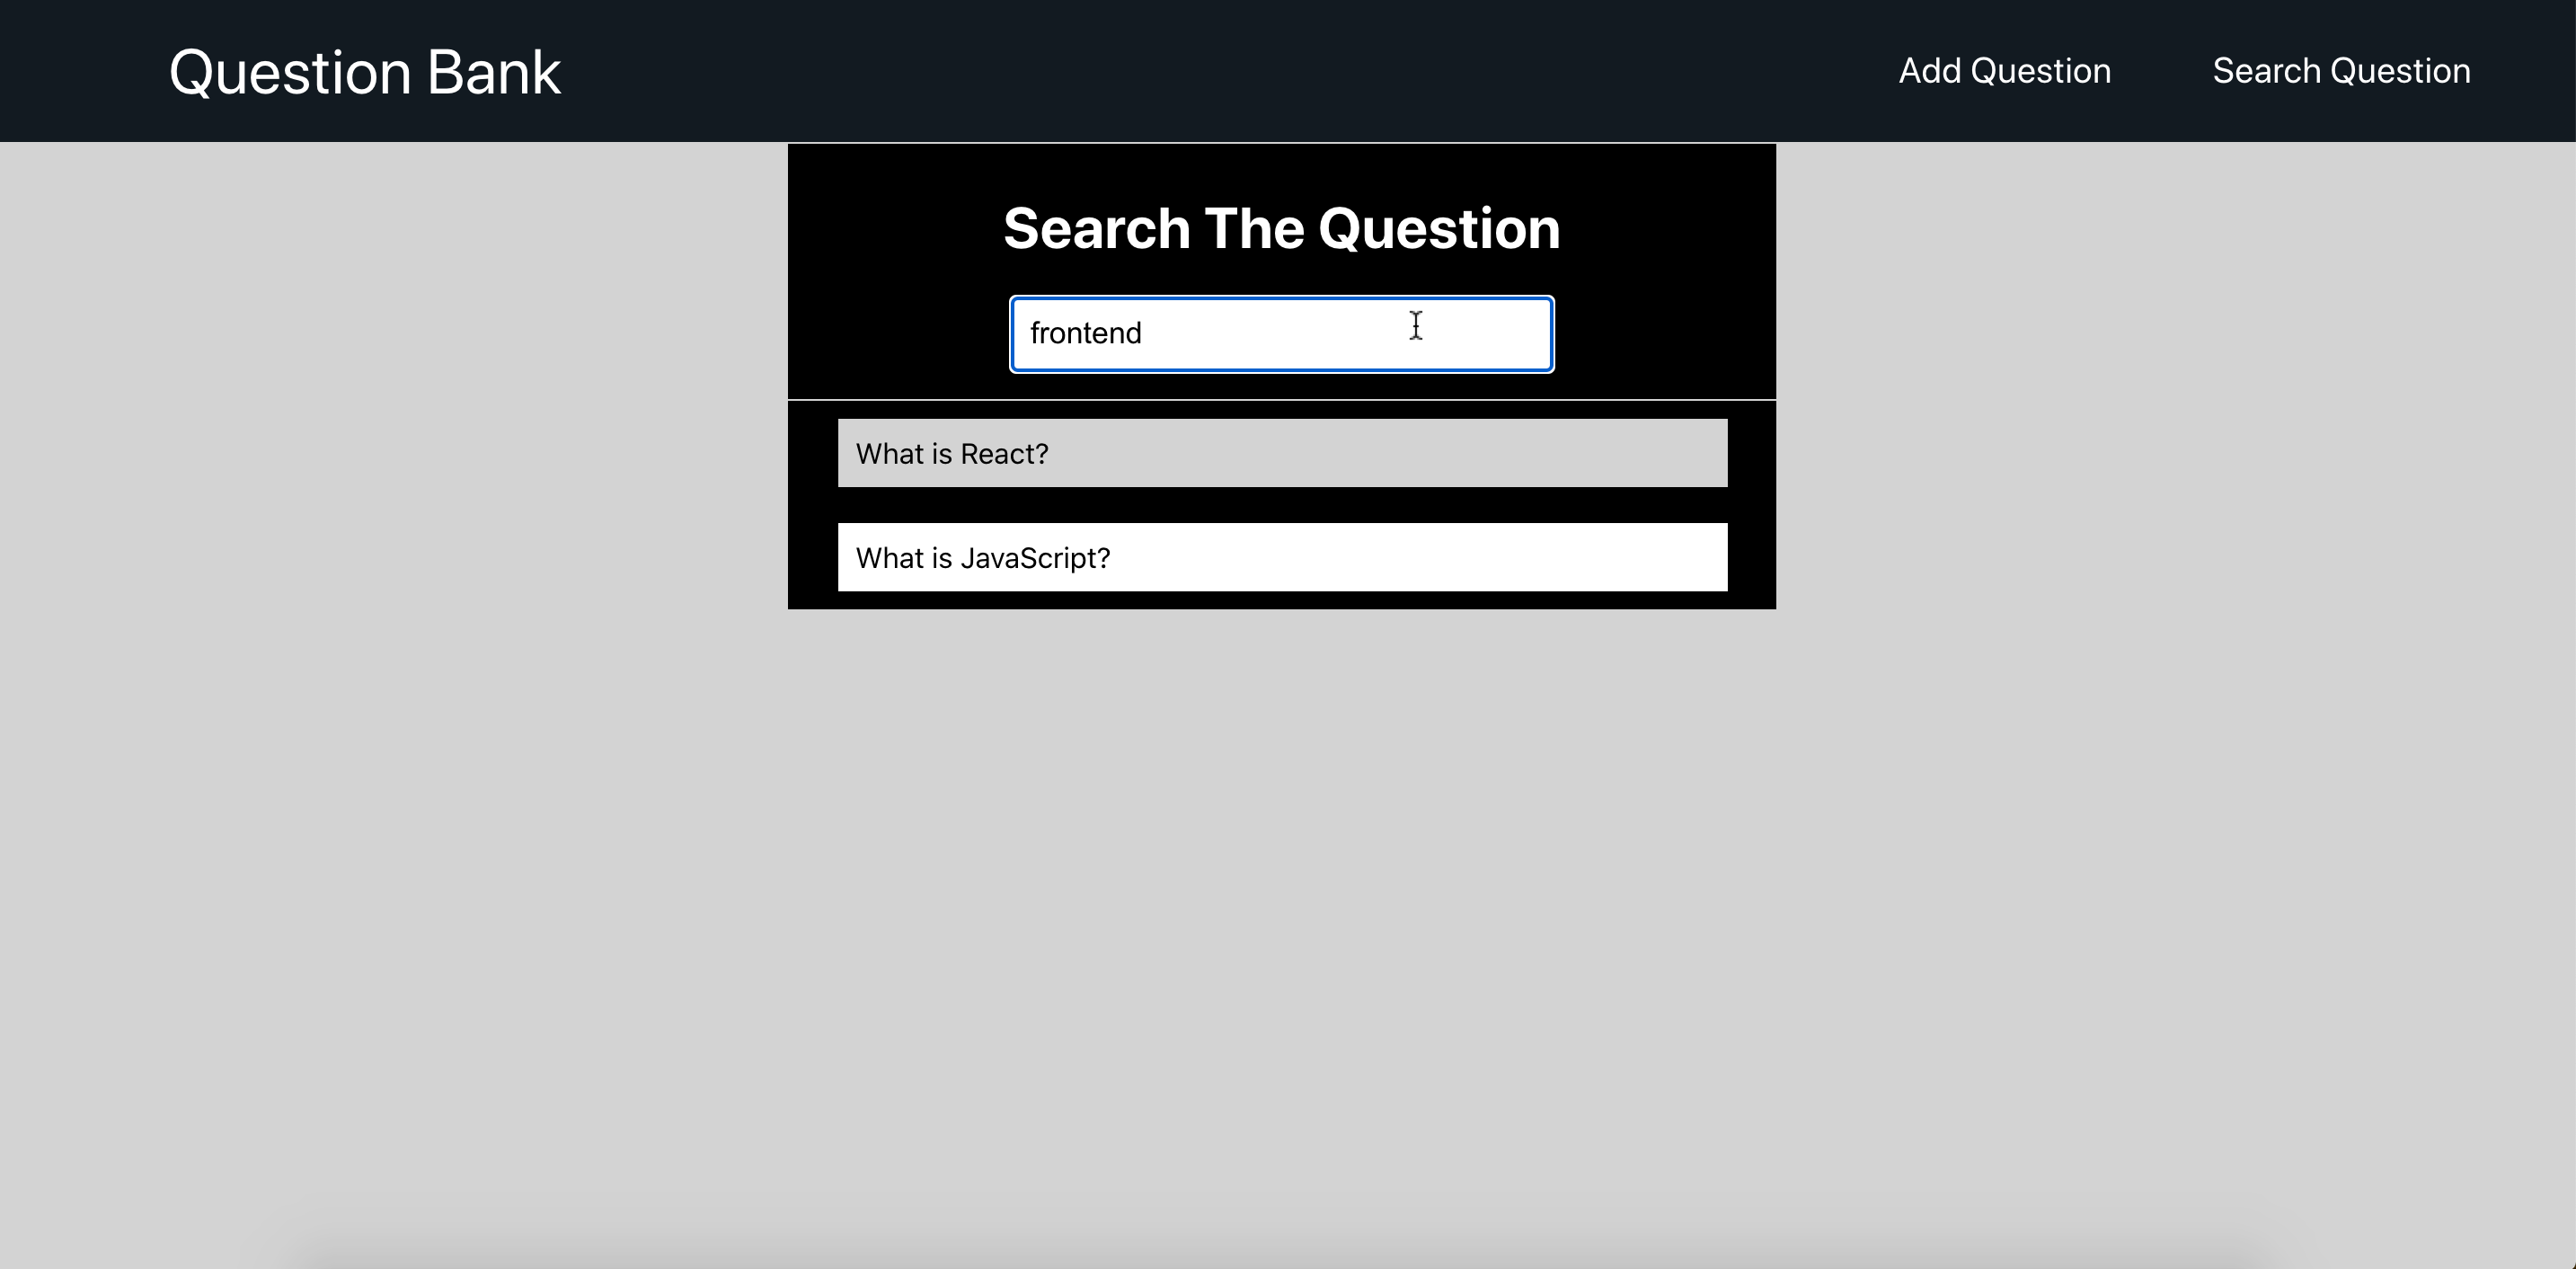 Question Bank
Add Question
Search Question
Search The Question
frontend
What is React?
What is JavaScript?